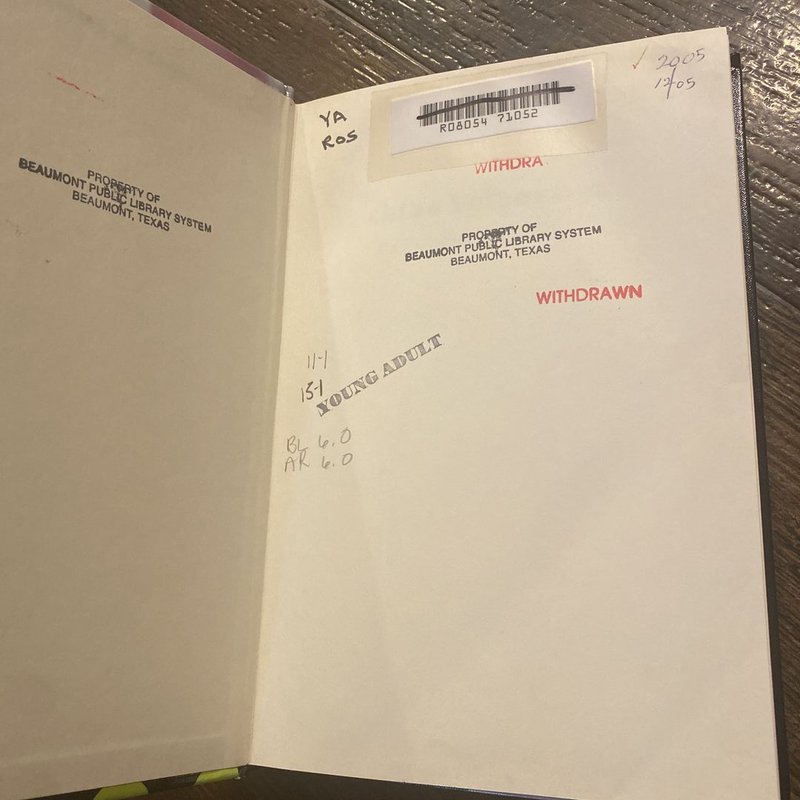 PROPERTY OF
BEAUMONT PUBLIC LIBRARY SYSTEM
BEAUMONT, TEXAS
YA
ROS
R08054 71052
2005
12/05
WITHDRA
PROPERTY OF
BEAUMONT PUBLIC LIBRARY SYSTEM
BEAUMONT, TEXAS
WITHDRAWN
11-1
15-1
YOUNG ADULT
BL 6.0
AR 6.0